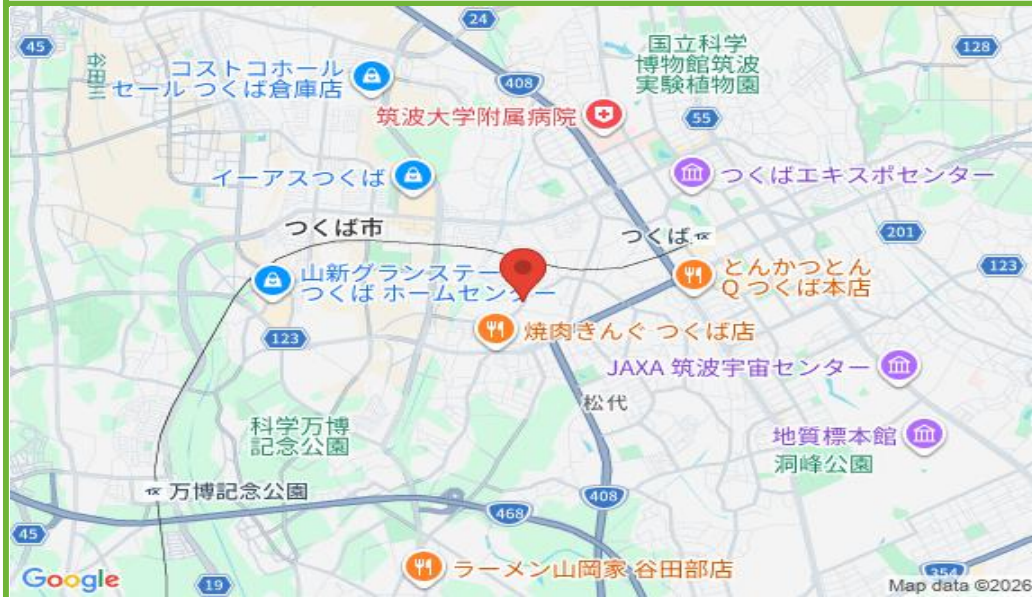 24
45
谷田川
コストコホール
セール つくば倉庫店
408
国立科学
博物館筑波
実験植物園
128
筑波大学附属病院
55
イーアスつくば
つくばエキスポセンター
つくば市
つくば
TX
201
山新グランステー
つくば ホームセンター
とんかつとん
Q つくば本店
123
123
焼肉きんぐ つくば店
JAXA 筑波宇宙センター
松代
科学万博
記念公園
地質標本館
洞峰公園
TX 万博記念公園
408
468
45
ラーメン山岡家 谷田部店
354
Google
19
Map data ©2026